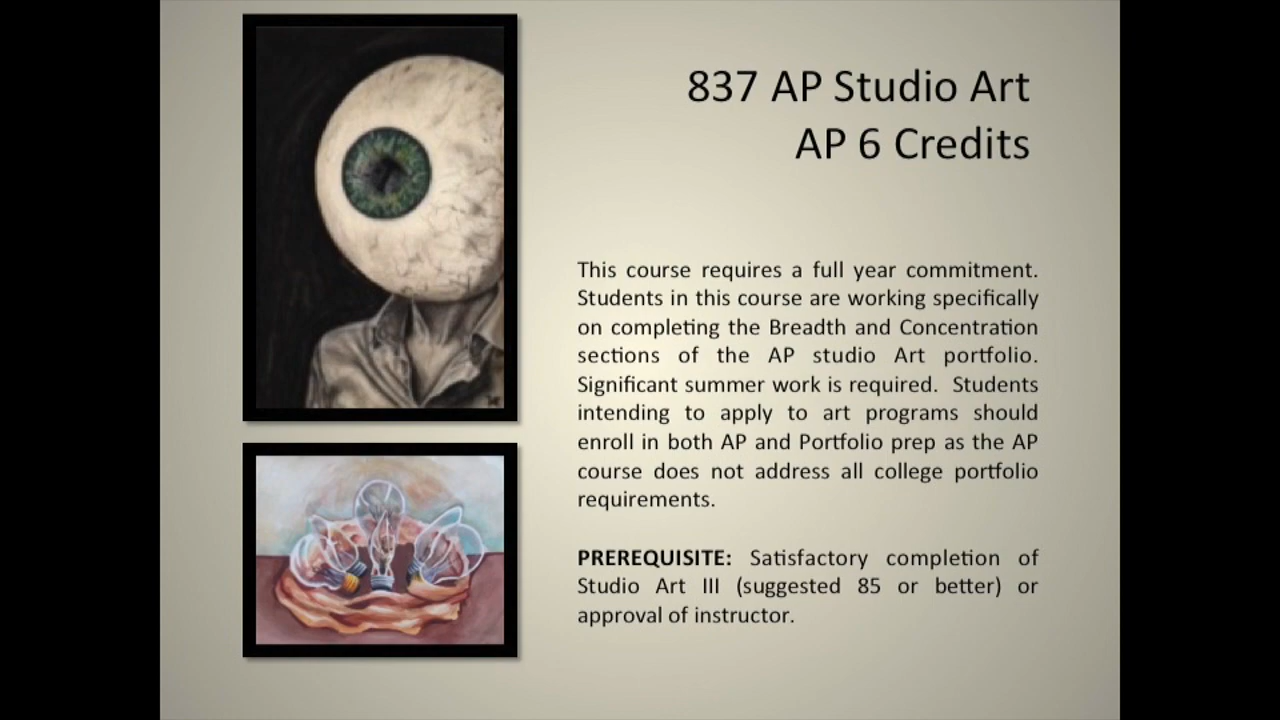 837 AP Studio Art
AP 6 Credits
This course requires a full year commitment.
Students in this course are working specifically
on completing the Breadth and Concentration
sections of the AP studio Art portfolio.
Significant summer work is required.  Students
intending to apply to art programs should
enroll in both AP and Portfolio prep as the AP
course does not address all college portfolio
requirements.
PREREQUISITE: Satisfactory completion of
Studio Art III (suggested 85 or better) or
approval of instructor.